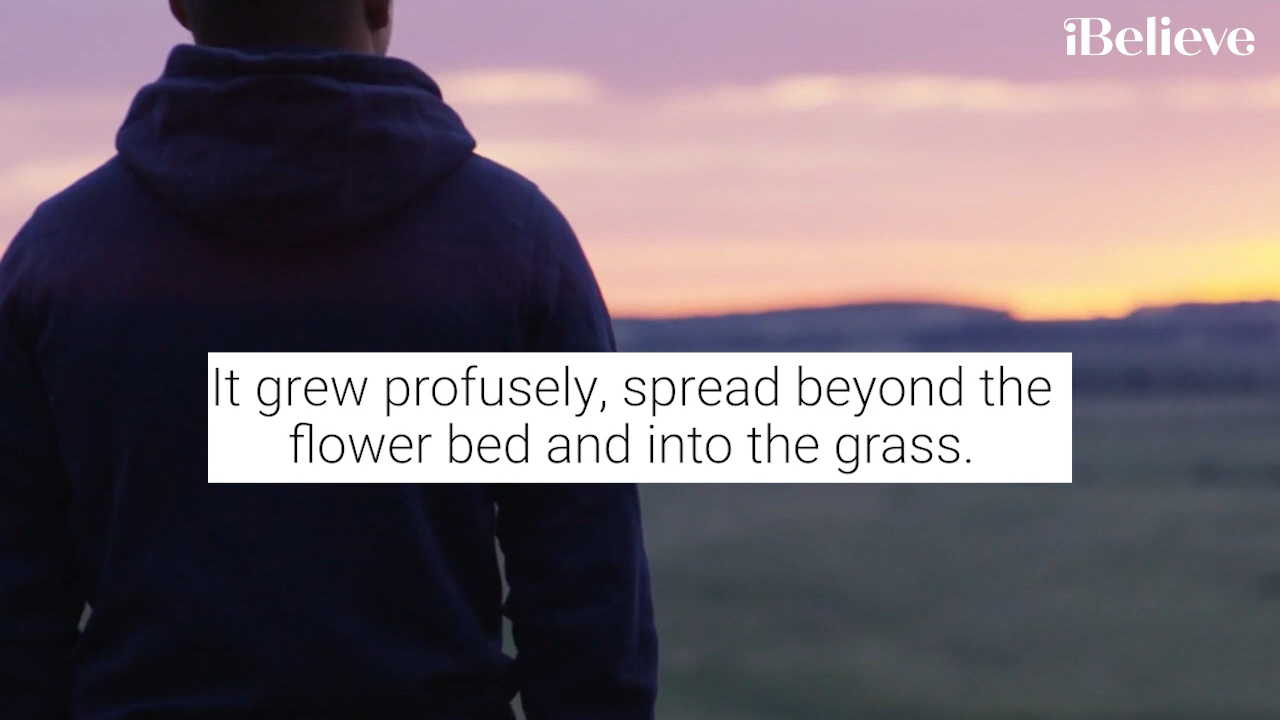 iBelieve
It grew profusely, spread beyond the
flower bed and into the grass.